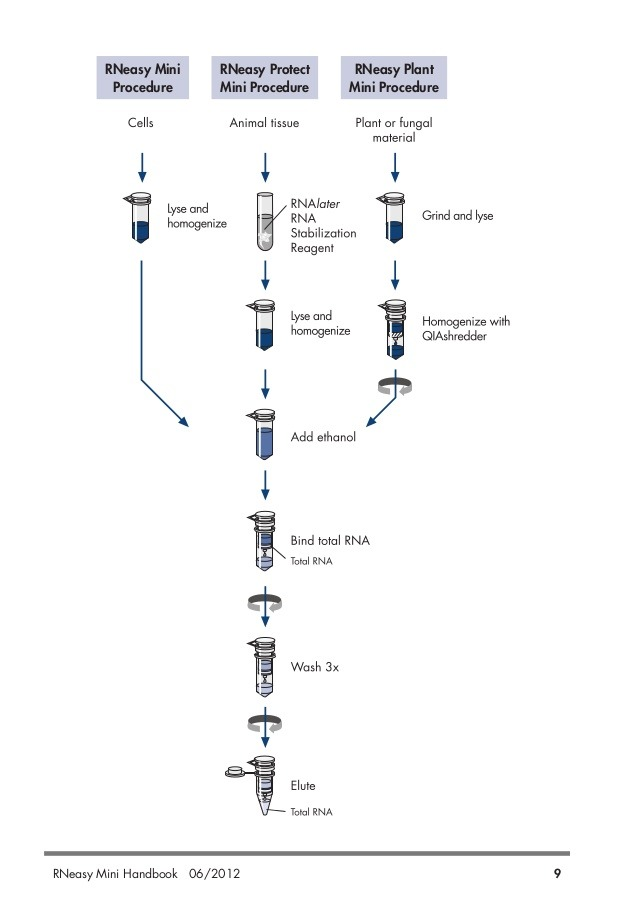 RNeasy Mini
Procedure
RNeasy Protect
Mini Procedure
RNeasy Plant
Mini Procedure
Cells
Animal tissue
Plant or fungal
material
Lyse and
homogenize
RNAlater
RNA
Stabilization
Reagent
Grind and lyse
Lyse and
homogenize
Homogenize with
QIAshredder
Add ethanol
Bind total RNA
Total RNA
Wash 3x
Elute
Total RNA
RNeasy Mini Handbook 06/2012
9